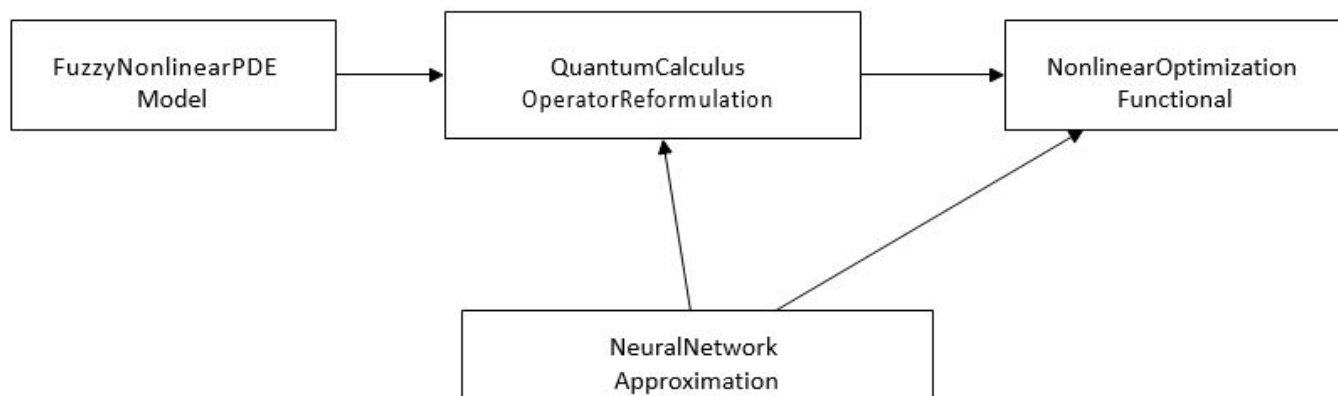 FuzzyNonlinearPDE
Model
QuantumCalculus
OperatorReformulation
NonlinearOptimization
Functional
NeuralNetwork
Approximation